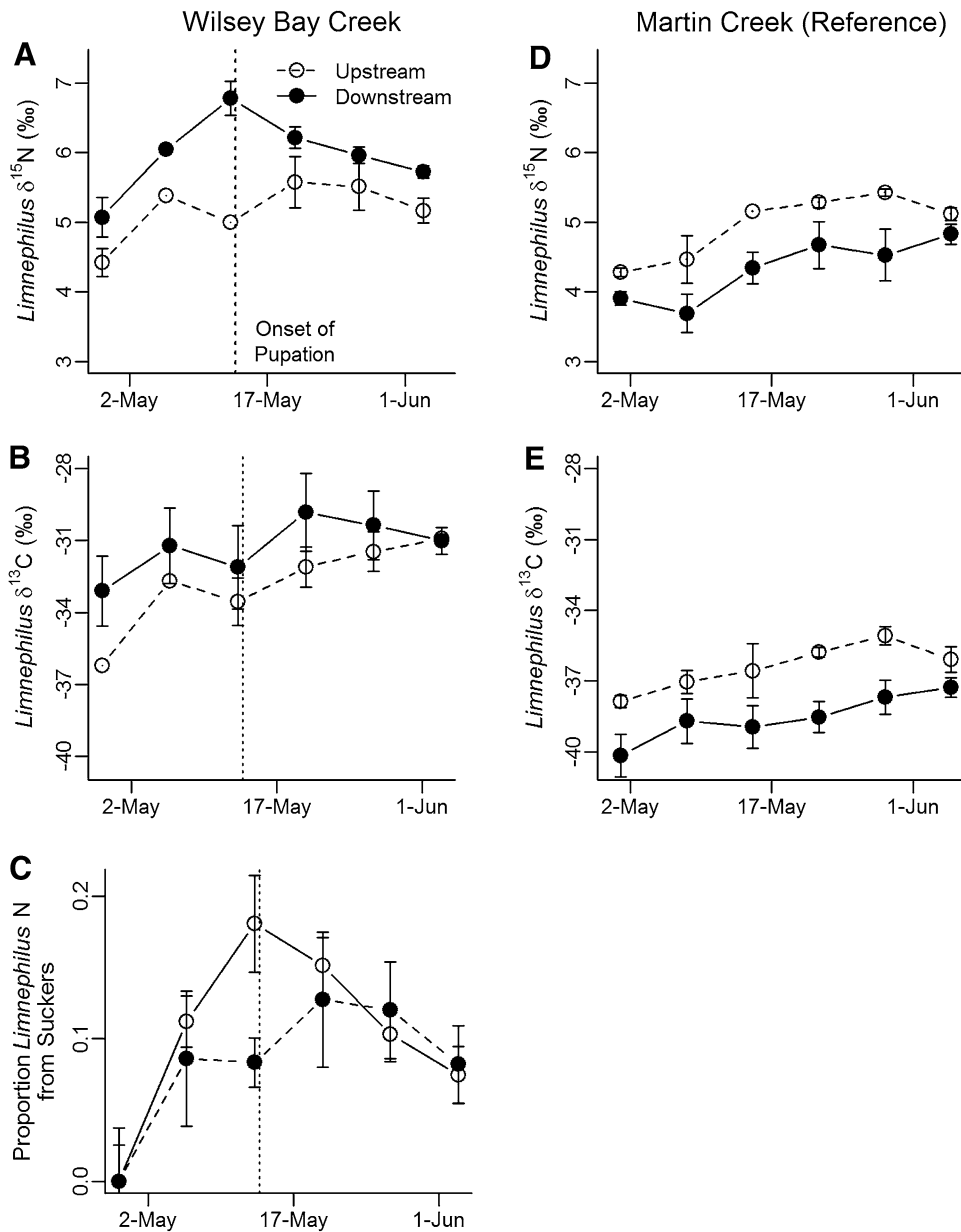 Wilsey Bay Creek
Martin Creek (Reference)
A
Upstream
Downstream
Limnephilus δ15N (‰)
7
6
5
4
3
Onset of
Pupation
2-May
17-May
1-Jun
D
Limnephilus δ15N (‰)
7
6
5
4
3
2-May
17-May
1-Jun
B
Limnephilus δ13C (‰)
-28
-31
-34
-37
-40
2-May
17-May
1-Jun
E
Limnephilus δ13C (‰)
-28
-31
-34
-37
-40
2-May
17-May
1-Jun
C
Proportion Limnephilus N
from Suckers
0.2
0.1
0.0
2-May
17-May
1-Jun